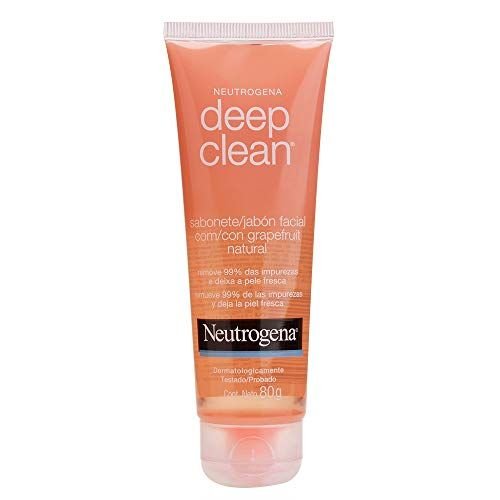 NEUTROGENA
deep
clean®
sabonete/jabón facial
com/con grapefruit
natural
remove 99% das impurezas
e deixa a pele fresca
remueve 99% de las impurezas
y deja la piel fresca
Neutrogena®
Dermatologicamente
Testado/Probado
Cont. Neto 80g